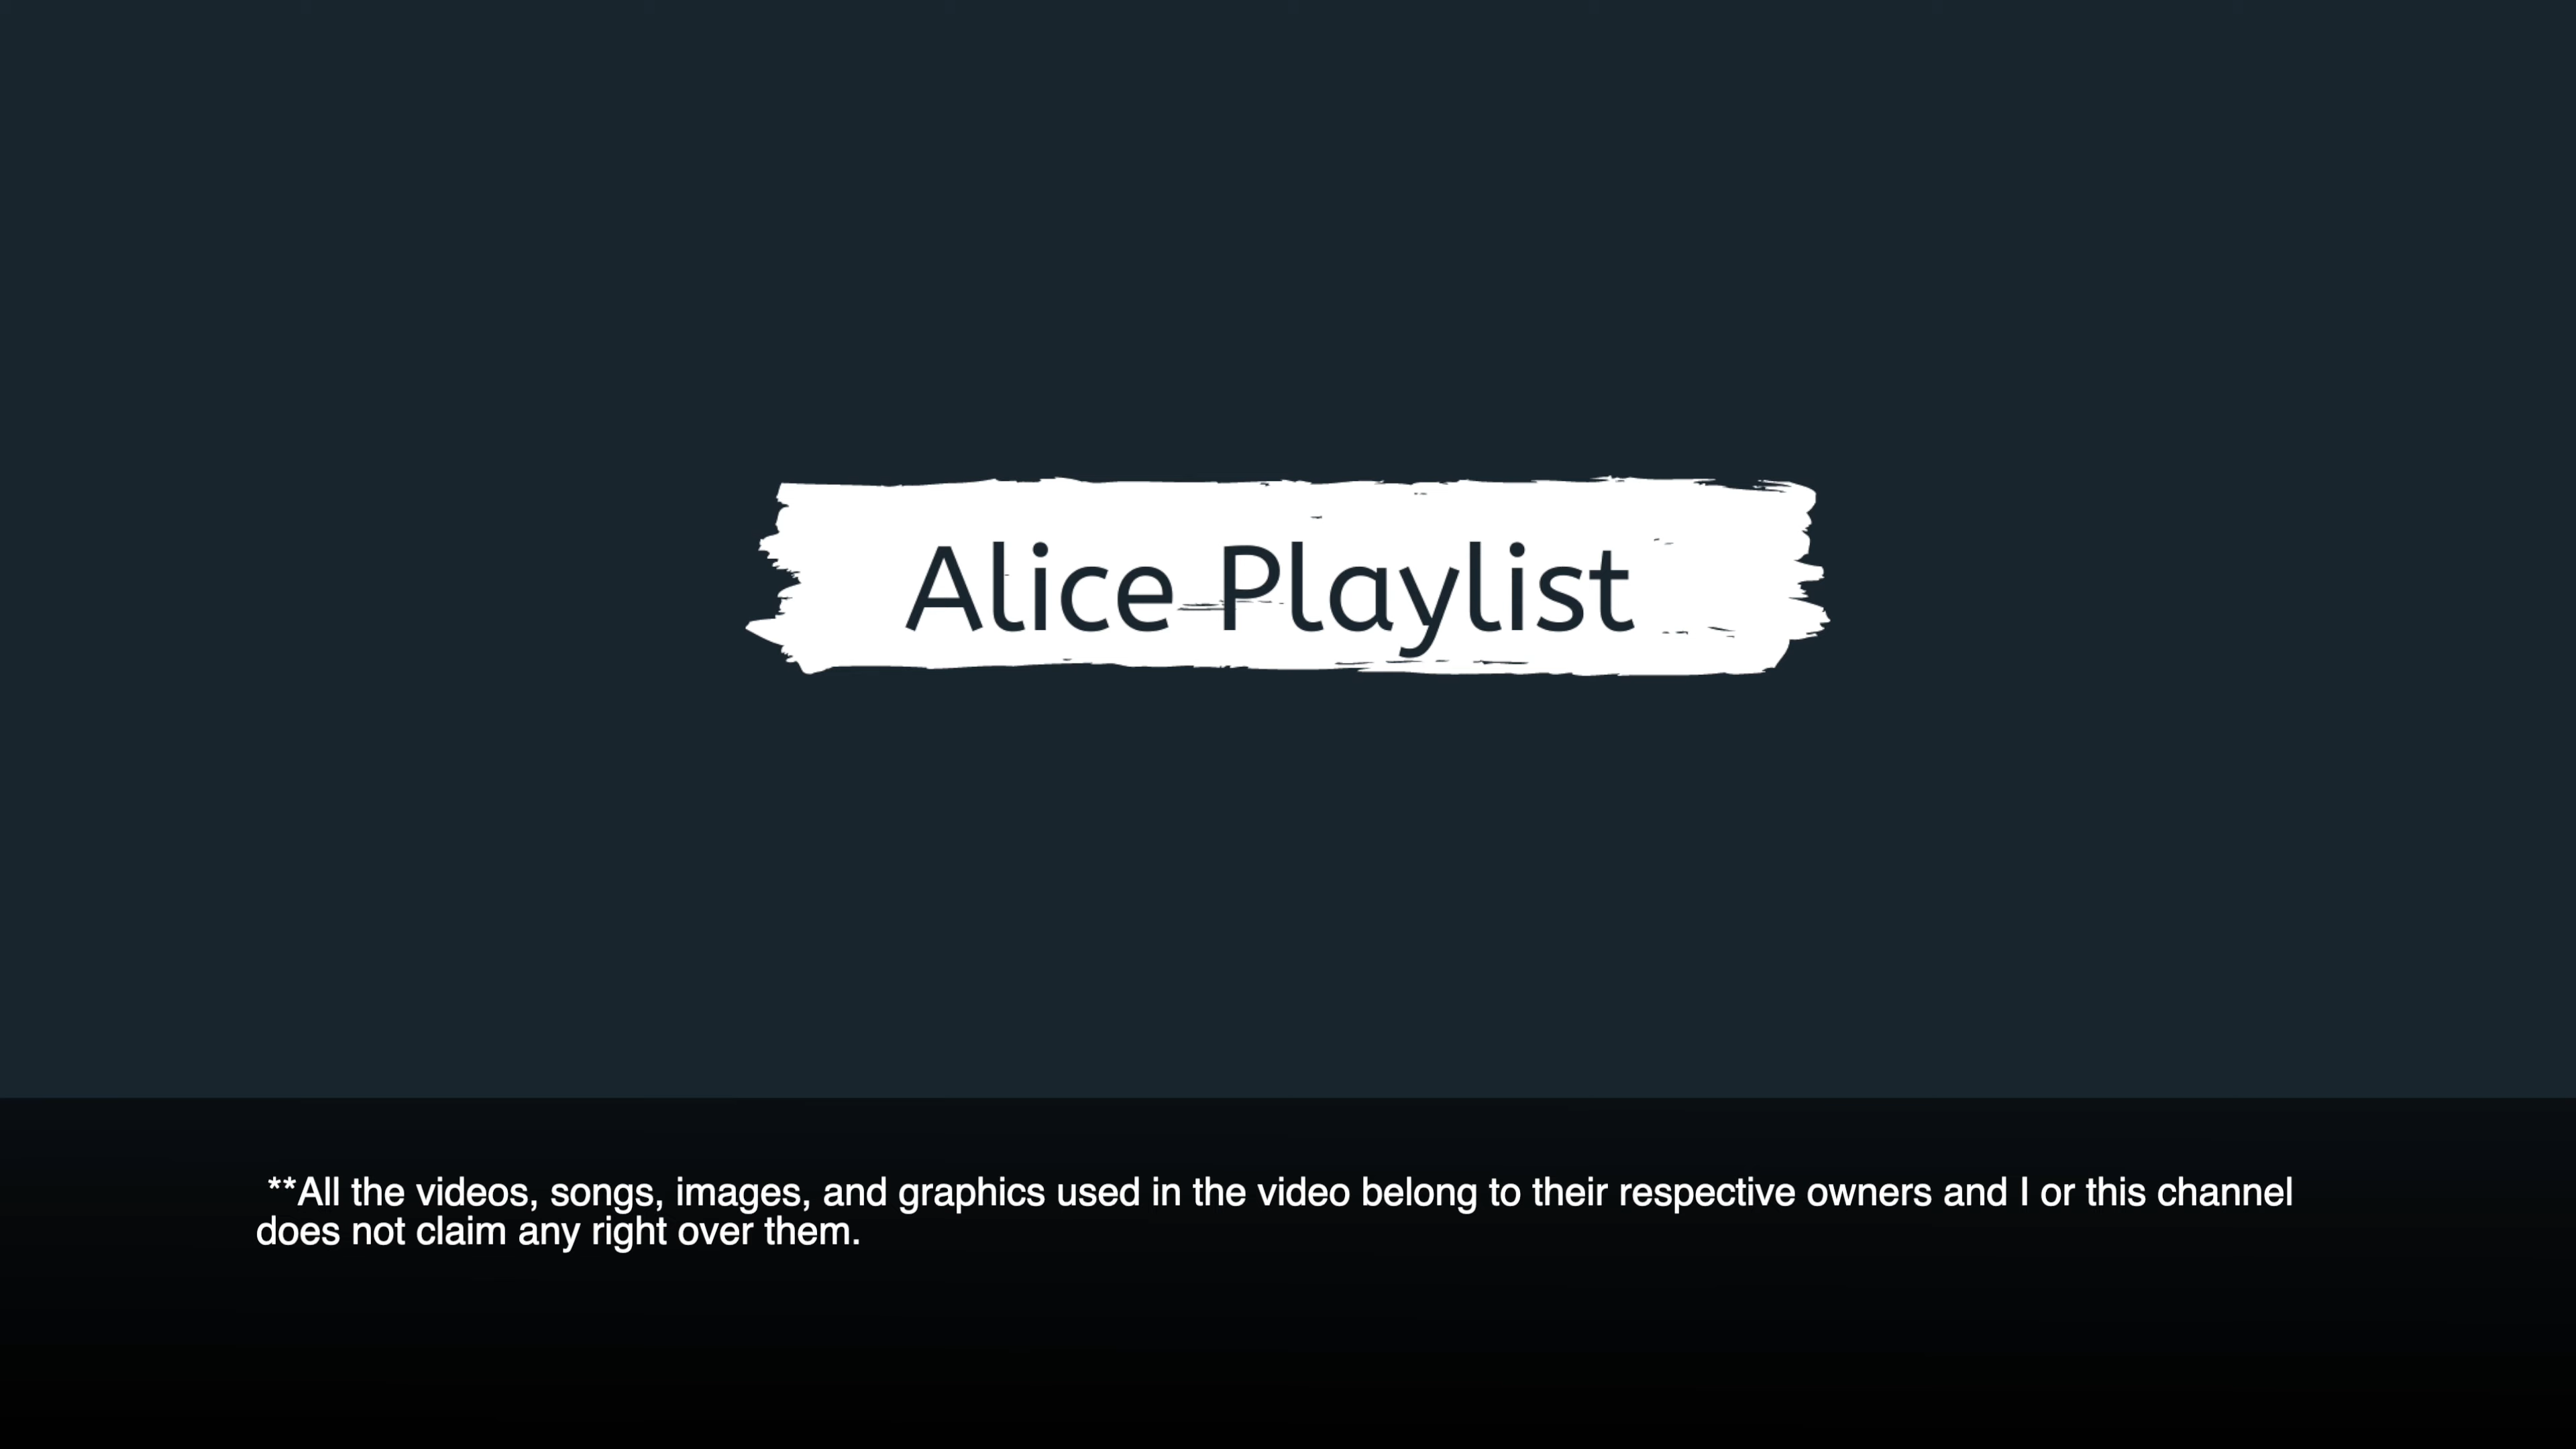 Alice Playlist
**All the videos, songs, images, and graphics used in the video belong to their respective owners and I or this channel
does not claim any right over them.